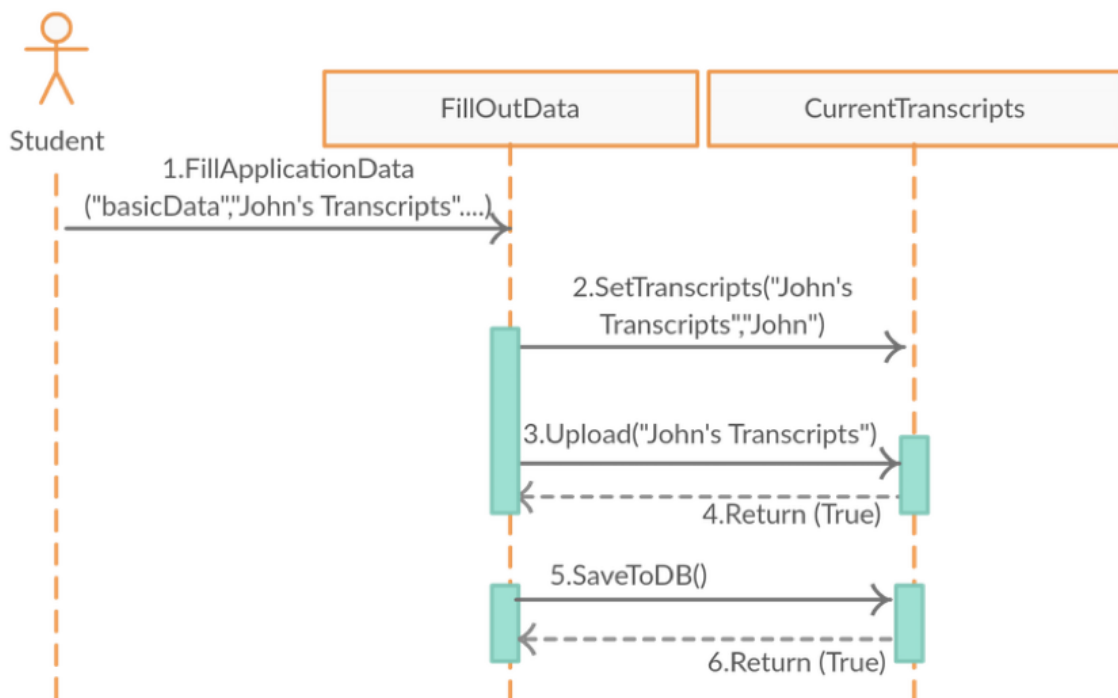 Student
FillOutData
CurrentTranscripts
1.FillApplicationData
("basicData","John's Transcripts"....)
2.SetTranscripts("John's
Transcripts","John")
3.Upload("John's Transcripts")
4.Return (True)
5.SaveToDB()
6.Return (True)